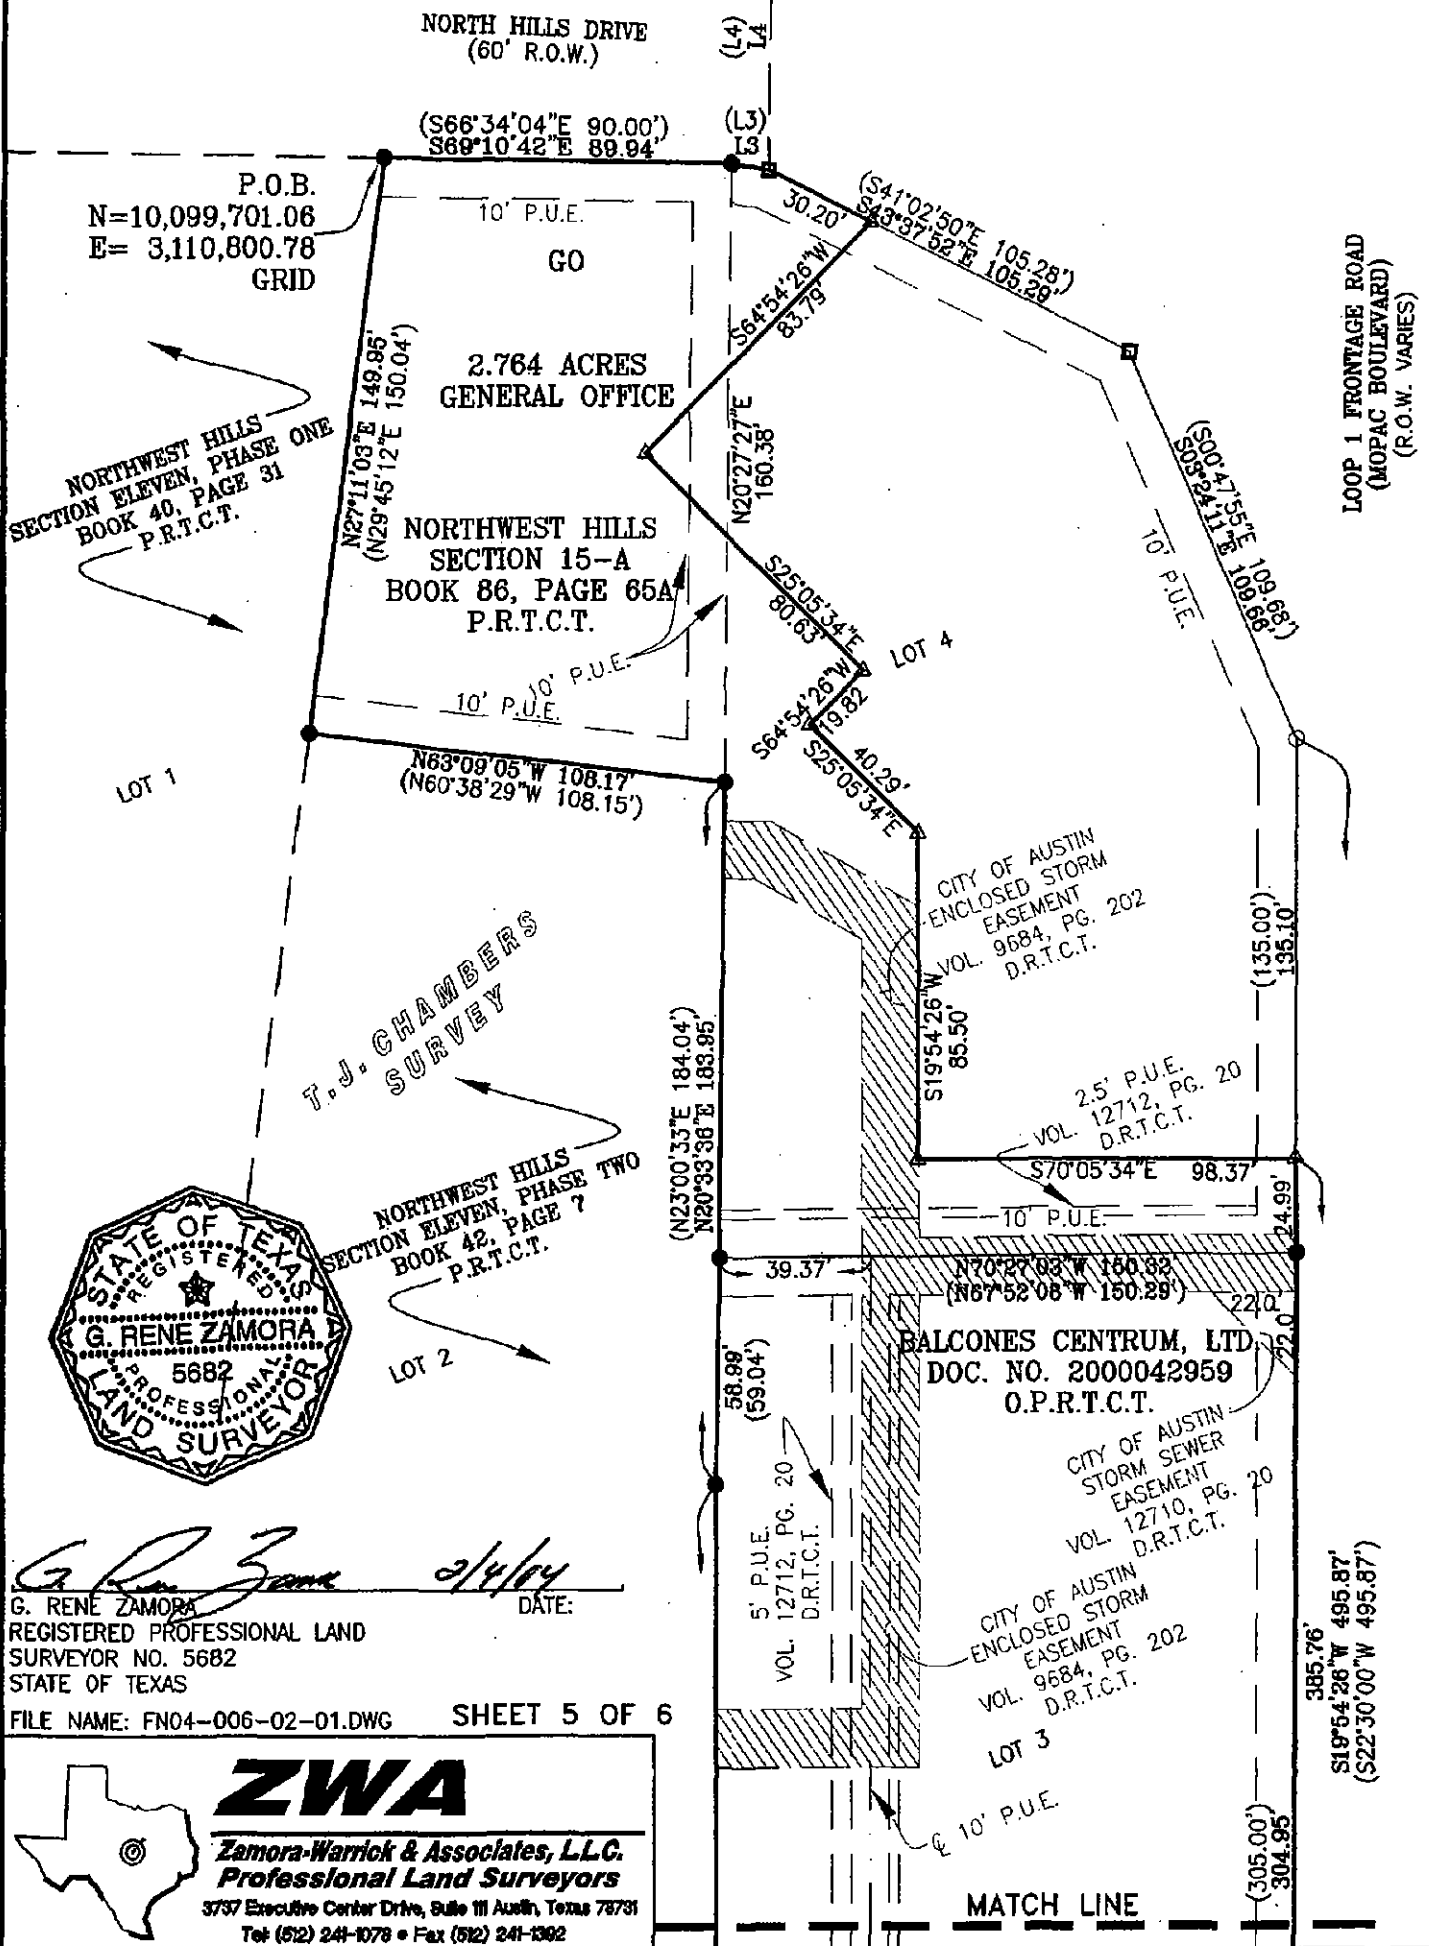 NORTH HILLS DRIVE
(60' R.O.W.)
(L4)
L4
(S66°34'04"E 90.00')
S69°10'42"E 89.94'
(L3)
L3
P.O.B.
N=10,099,701.06
E= 3,110,800.78
GRID
10' P.U.E.
GO
30.20'
(S41°02'50"E 105.28')
S43°37'52"E 105.29'
S64°54'26"W
83.79'
LOOP 1 FRONTAGE ROAD
(MOPAC BOULEVARD)
(R.O.W. VARIES)
2.764 ACRES
GENERAL OFFICE
N27°11'03"E 149.95'
(N29°45'12"E 150.04')
N20°27'27"E
160.38'
NORTHWEST HILLS
SECTION ELEVEN, PHASE ONE
BOOK 40, PAGE 31
P.R.T.C.T.
(S00°47'55"E 109.68')
S03°24'11"E 109.66'
10' P.U.E.
NORTHWEST HILLS
SECTION 15-A
BOOK 86, PAGE 65A
P.R.T.C.T.
S25°05'34"E
80.63'
LOT 4
10' P.U.E.
10' P.U.E.
S64°54'26"W
19.82
N63°09'05"W 108.17'
(N60°38'29"W 108.15')
LOT 1
40.29'
S25°05'34"E
CITY OF AUSTIN
ENCLOSED STORM
EASEMENT
VOL. 9684, PG. 202
D.R.T.C.T.
(135.00')
135.10'
T.J. CHAMBERS
SURVEY
(N23°00'33"E 184.04')
N20°33'36"E 183.95'
S19°54'26"W
85.50'
2.5' P.U.E.
VOL. 12712, PG. 20
D.R.T.C.T.
S70°05'34"E 98.37'
24.99'
NORTHWEST HILLS
SECTION ELEVEN, PHASE TWO
BOOK 42, PAGE 7
P.R.T.C.T.
10' P.U.E.
39.37'
N70°27'03"W 150.32'
(N67°52'08"W 150.29')
22.0'
22.0'
STATE OF TEXAS
REGISTERED
G. RENE ZAMORA
5682
PROFESSIONAL
LAND SURVEYOR
LOT 2
BALCONES CENTRUM, LTD.
DOC. NO. 2000042959
O.P.R.T.C.T.
58.99'
(59.04')
CITY OF AUSTIN
STORM SEWER
EASEMENT
VOL. 12710, PG. 20
D.R.T.C.T.
5' P.U.E.
VOL. 12712, PG. 20
D.R.T.C.T.
CITY OF AUSTIN
ENCLOSED STORM
EASEMENT
VOL. 9684, PG. 202
D.R.T.C.T.
385.76'
S19°54'26"W 495.87'
(S22°30'00"W 495.87')
2/4/04
G. RENE ZAMORA
DATE:
REGISTERED PROFESSIONAL LAND
SURVEYOR NO. 5682
STATE OF TEXAS
FILE NAME: FN04-006-02-01.DWG
SHEET 5 OF 6
LOT 3
℄ 10' P.U.E.
(305.00')
304.95'
ZWA
Zamora-Warrick & Associates, L.L.C.
Professional Land Surveyors
3737 Executive Center Drive, Suite 111 Austin, Texas 78731
Tel: (512) 241-1078 • Fax (512) 241-1392
MATCH LINE